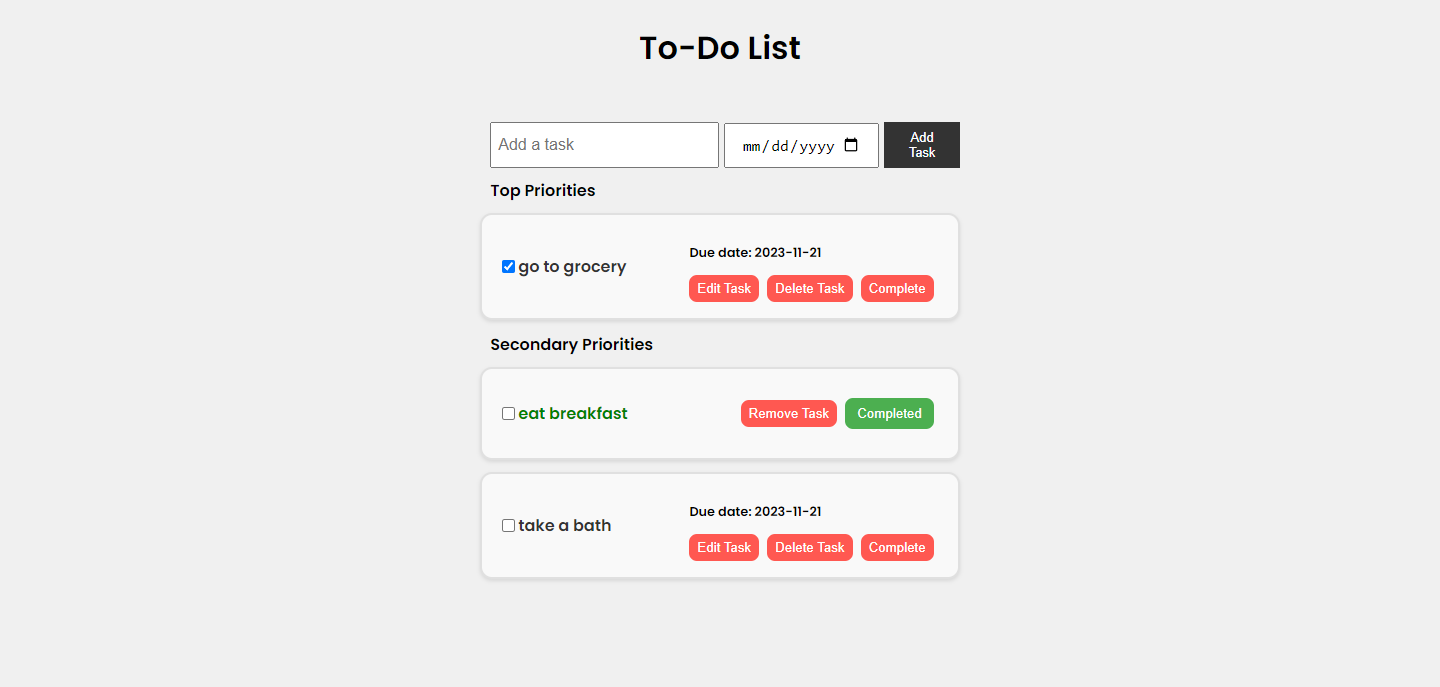 To-Do List
Add a task mm/dd/yyyy Add
Task
Top Priorities
Due date: 2023-11-21
go to grocery
Edit Task Delete Task Complete
Secondary Priorities
eat breakfast Remove Task Completed
Due date: 2023-11-21
take a bath
Edit Task Delete Task Complete